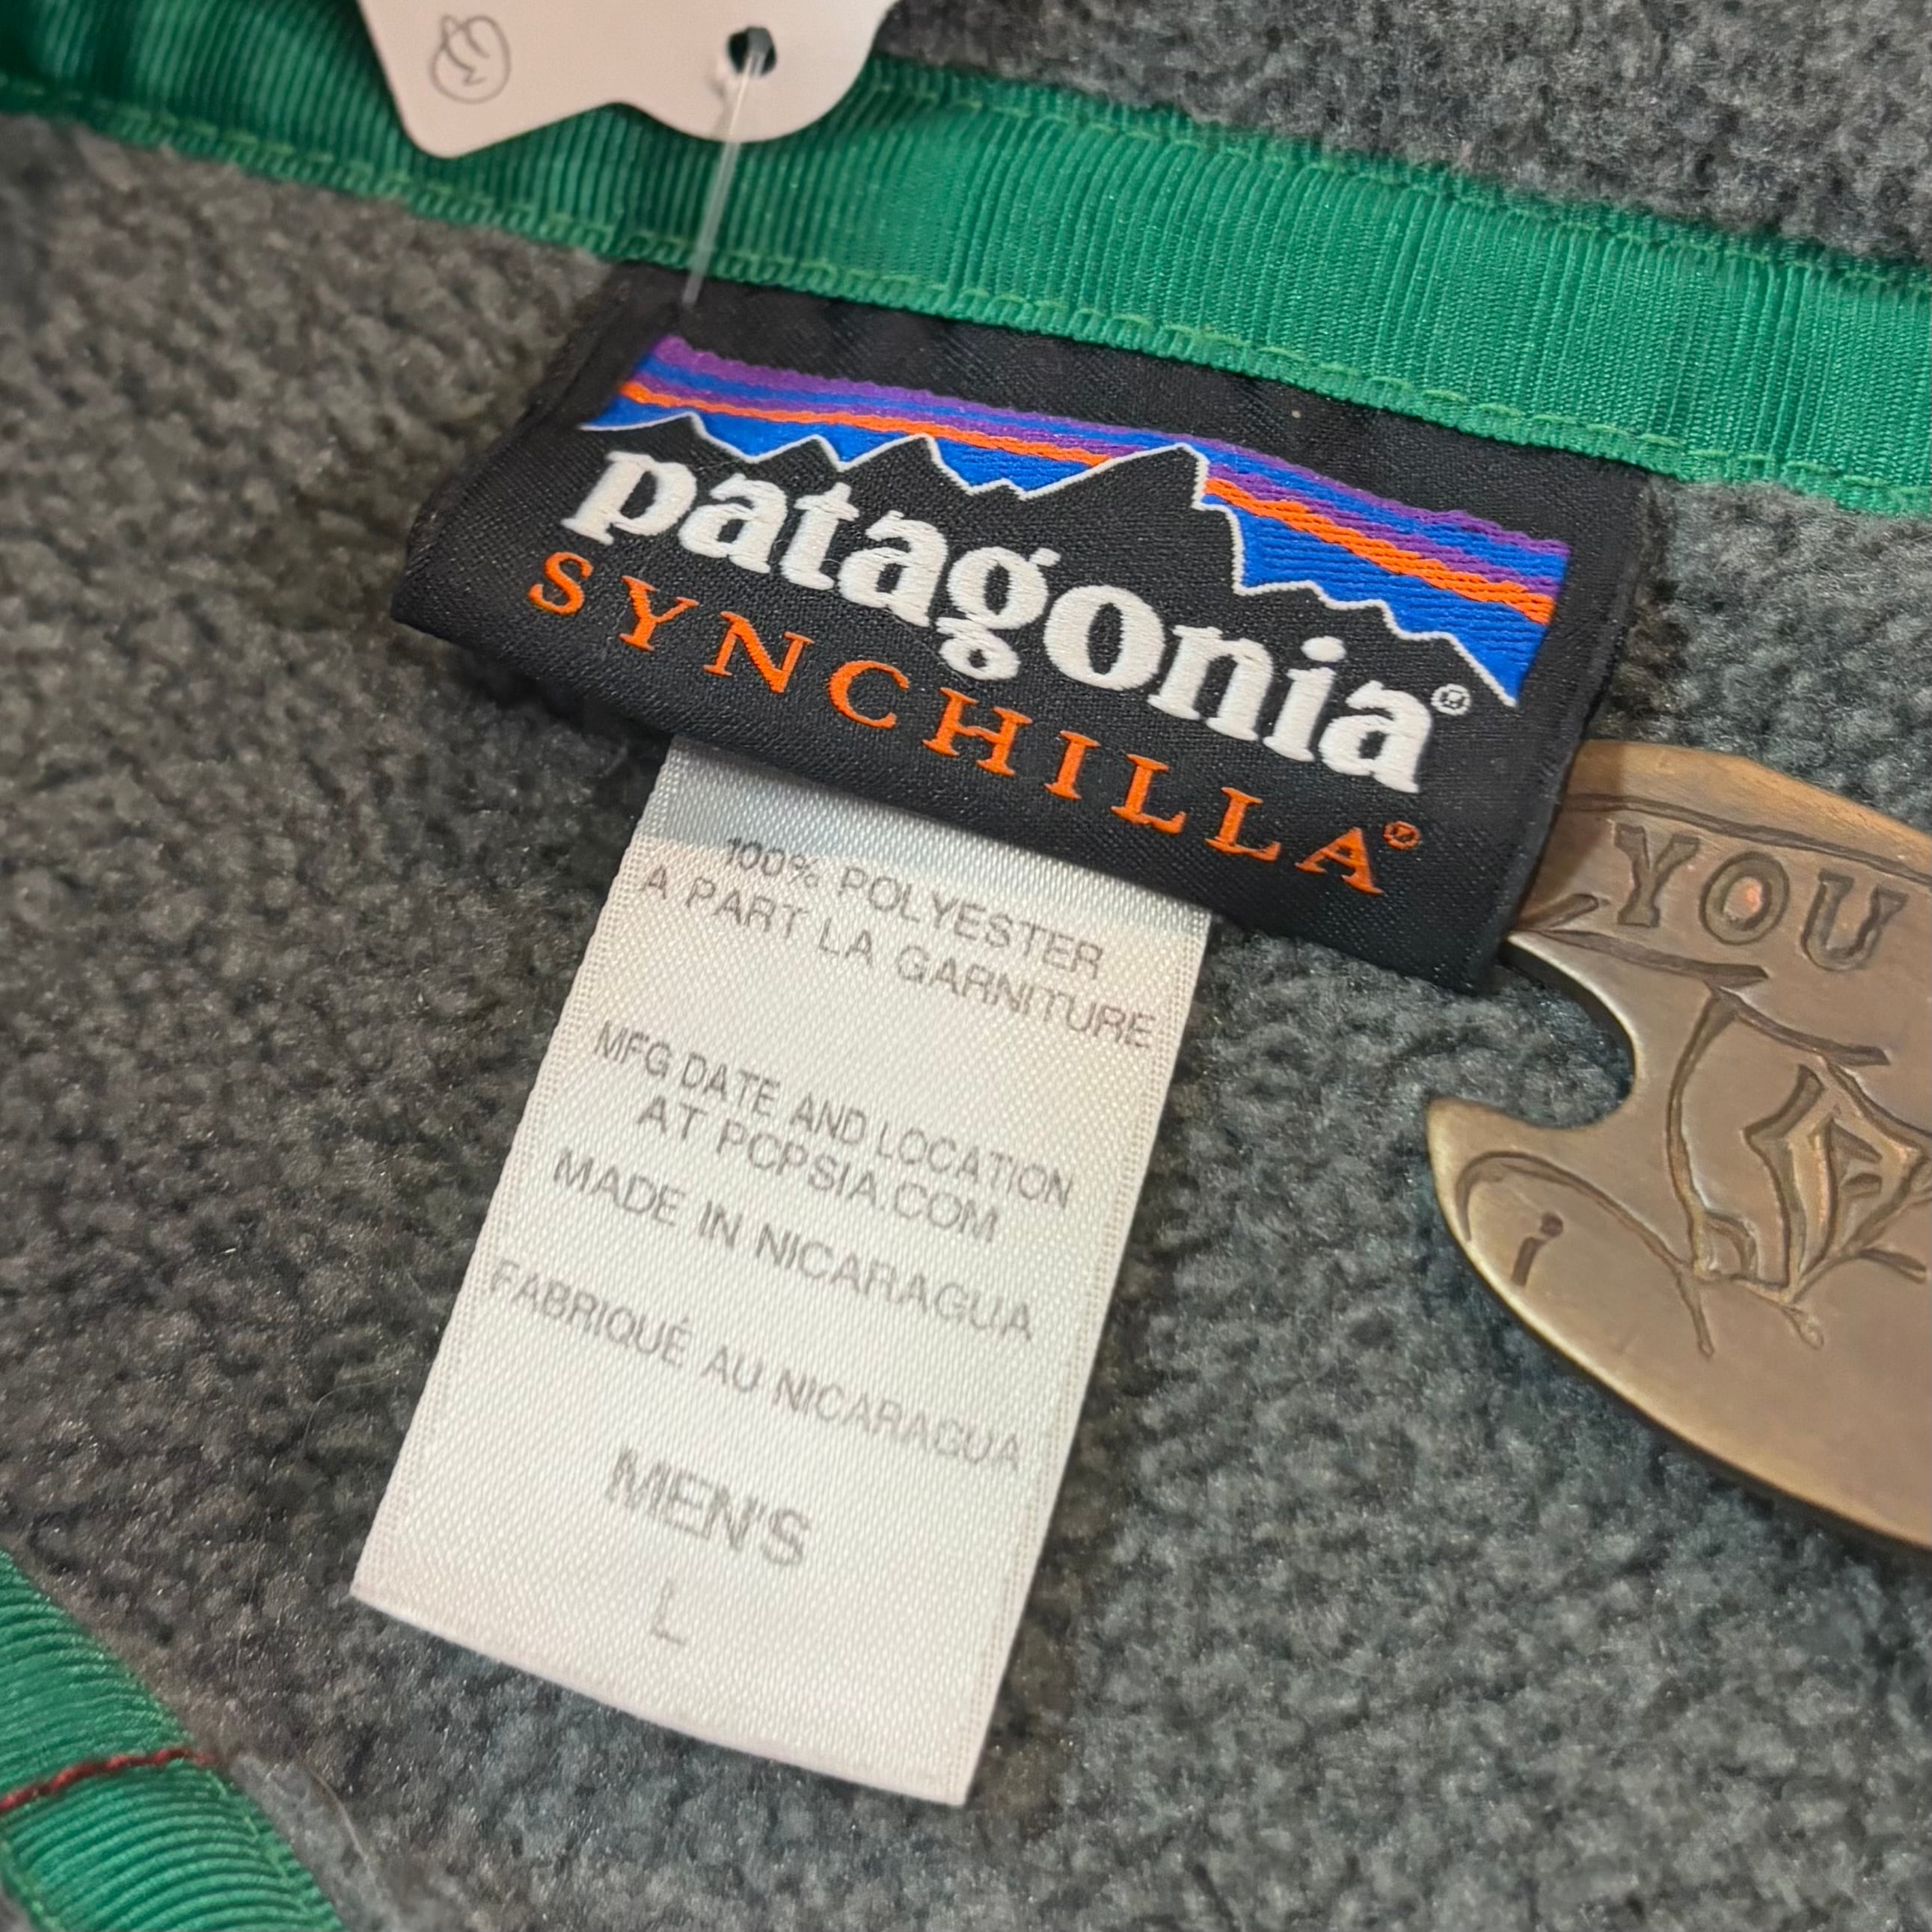 patagonia®
SYNCHILLA®
100% POLYESTER
A PART LA GARNITURE
MFG DATE AND LOCATION
AT PCPSIA.COM
MADE IN NICARAGUA
FABRIQUÉ AU NICARAGUA
MEN'S
L
YOU
i